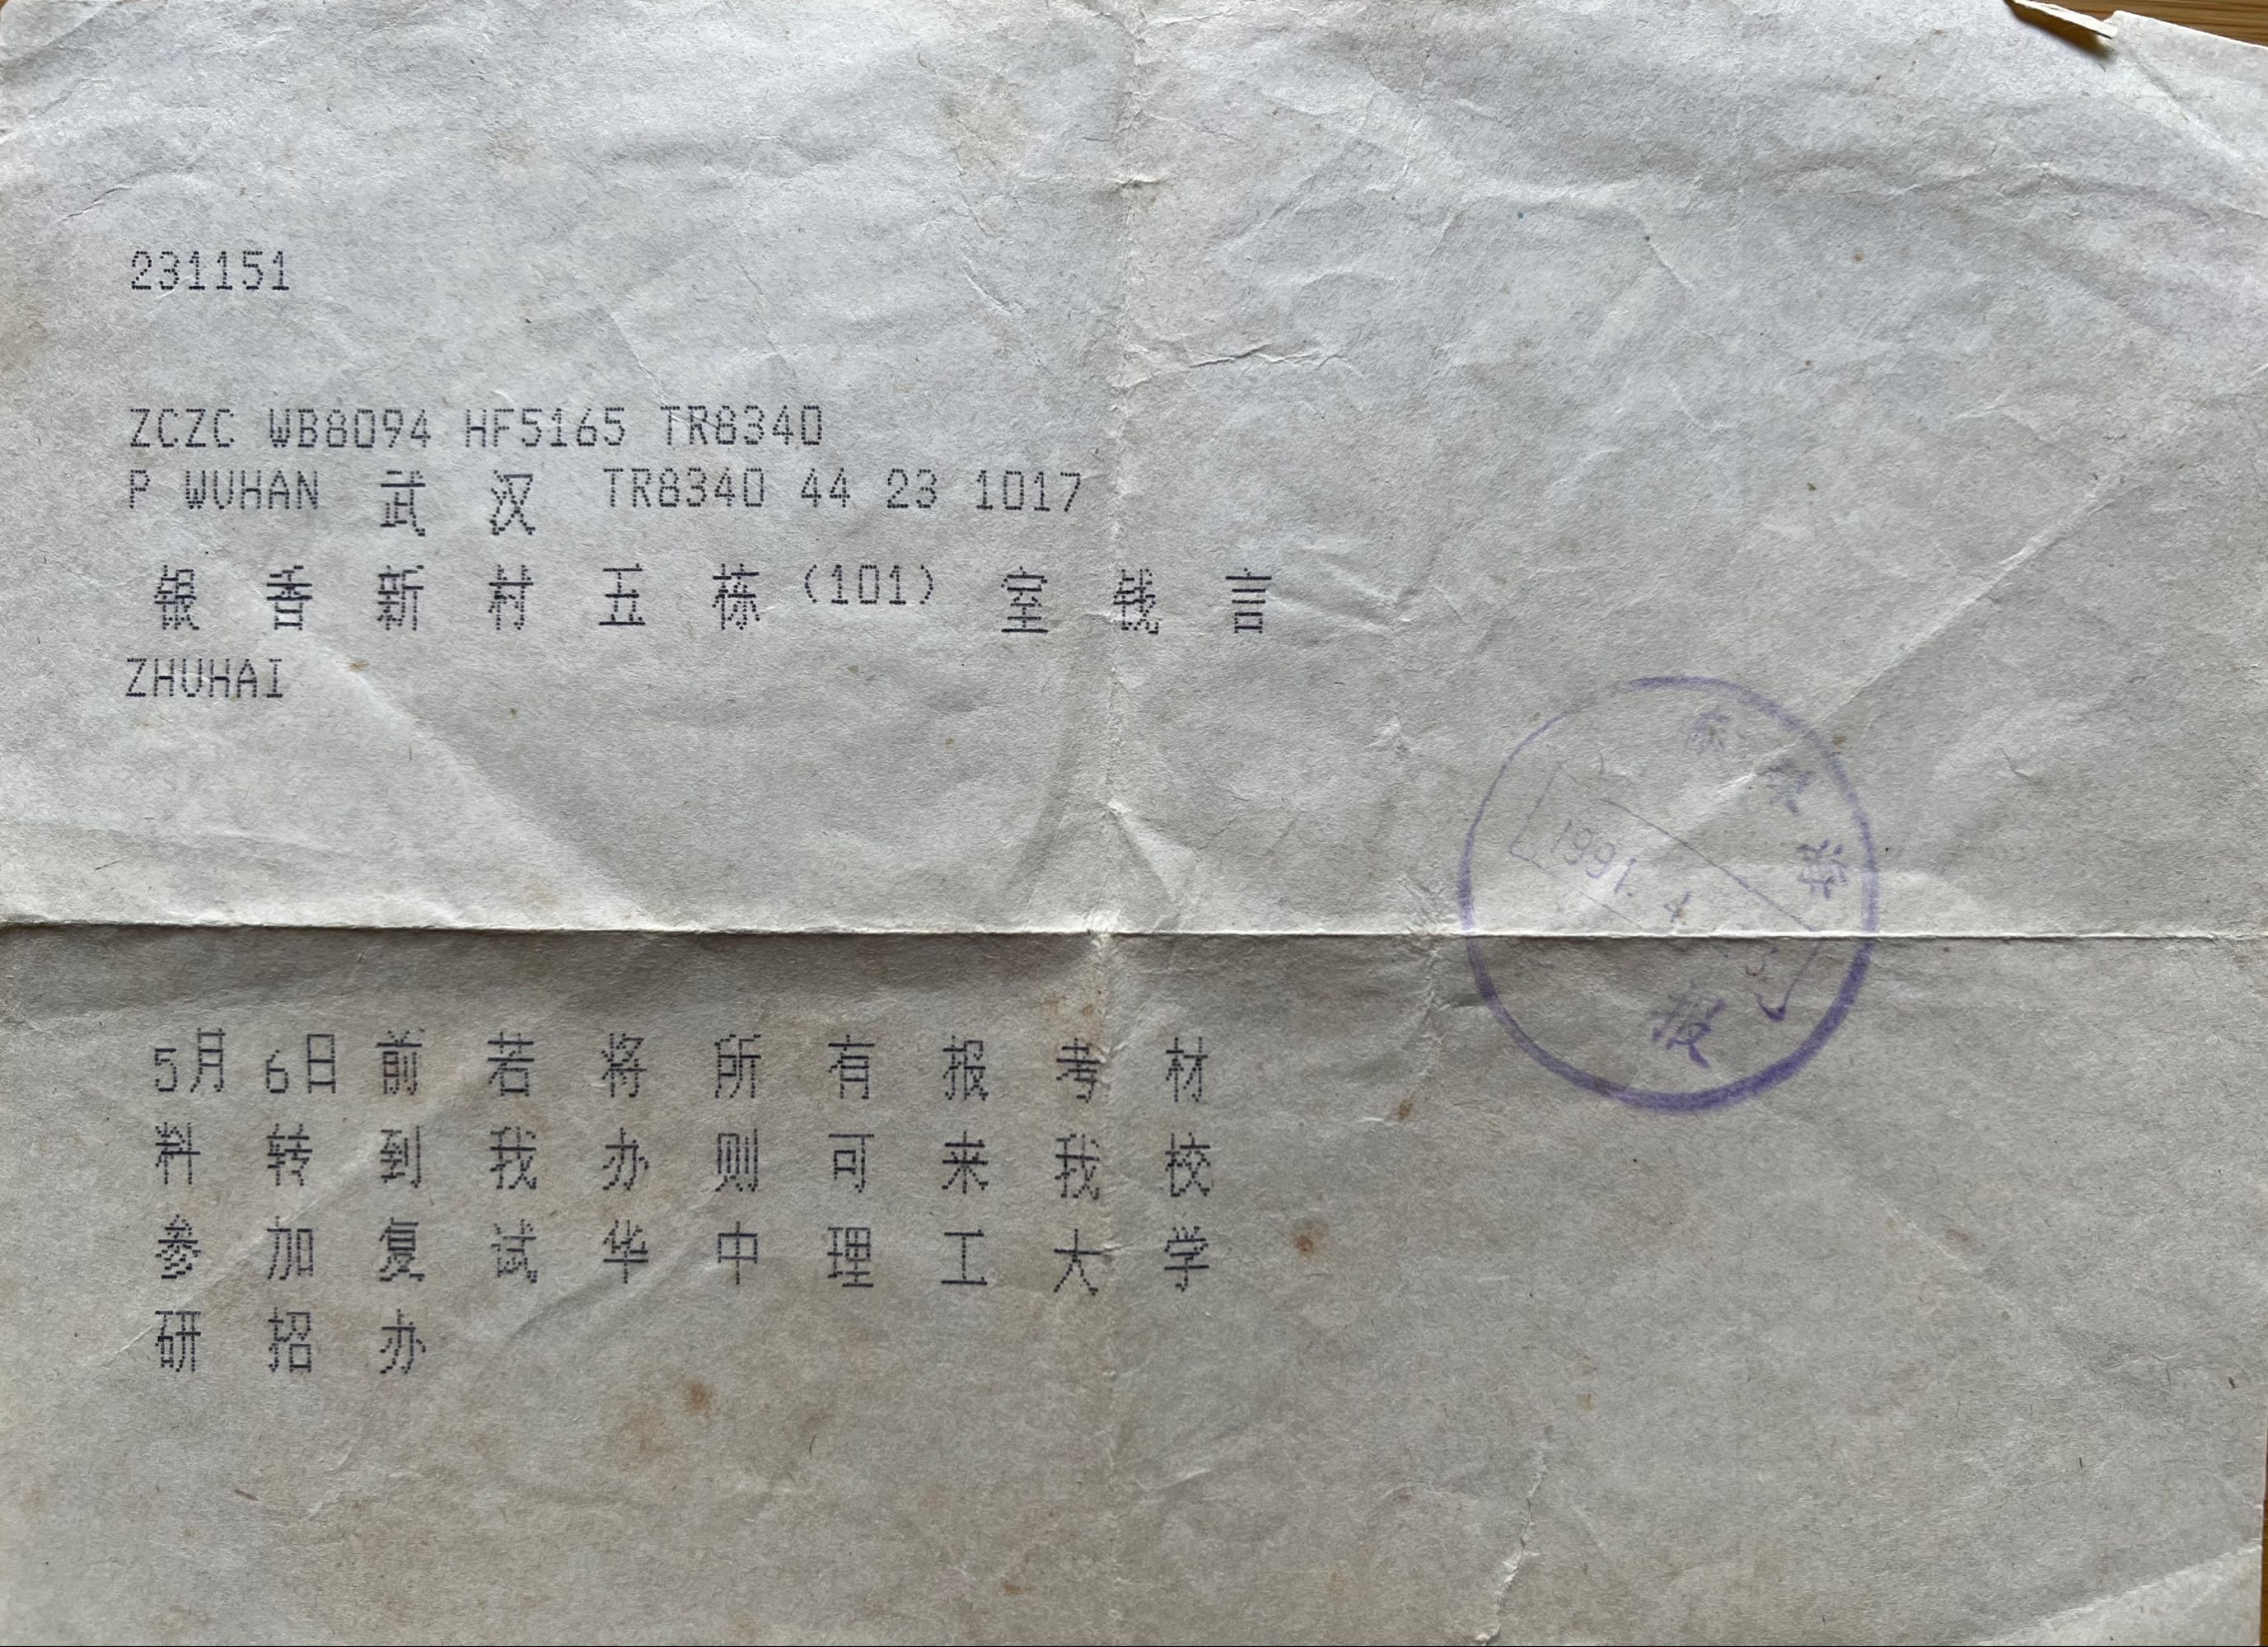 231151
ZCZC WB8094 HF5165 TR8340
P WUHAN 武汉 TR8340 44 23 1017
银香新村五栋(101)室钱言
ZHUHAI
1991. 4. 23.
报
5月6日前若将所有报考材
料转到我办则可来我校
参加复试华中理工大学
研招办